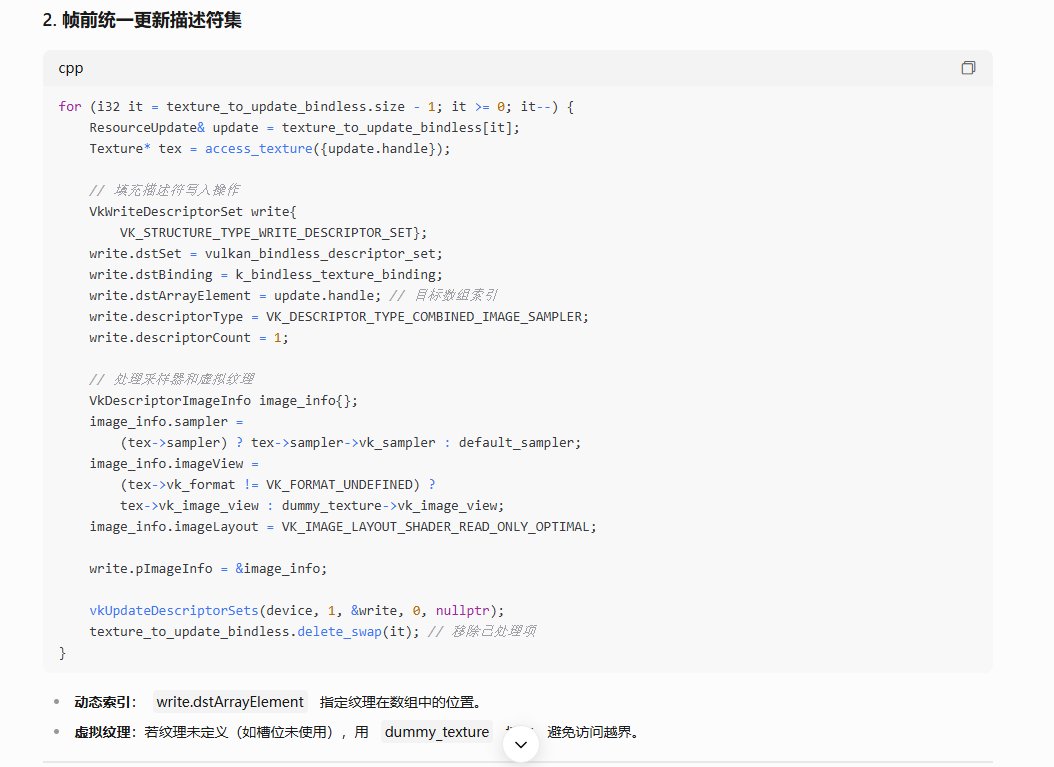 2. 帧前统一更新描述符集
cpp
for (i32 it = texture_to_update_bindless.size - 1; it >= 0; it--) {
    ResourceUpdate& update = texture_to_update_bindless[it];
    Texture* tex = access_texture({update.handle});
    // 填充描述符写入操作
    VkWriteDescriptorSet write{
        VK_STRUCTURE_TYPE_WRITE_DESCRIPTOR_SET};
    write.dstSet = vulkan_bindless_descriptor_set;
    write.dstBinding = k_bindless_texture_binding;
    write.dstArrayElement = update.handle; // 目标数组索引
    write.descriptorType = VK_DESCRIPTOR_TYPE_COMBINED_IMAGE_SAMPLER;
    write.descriptorCount = 1;
    // 处理采样器和虚拟纹理
    VkDescriptorImageInfo image_info{};
    image_info.sampler =
        (tex->sampler) ? tex->sampler->vk_sampler : default_sampler;
    image_info.imageView =
        (tex->vk_format != VK_FORMAT_UNDEFINED) ?
        tex->vk_image_view : dummy_texture->vk_image_view;
    image_info.imageLayout = VK_IMAGE_LAYOUT_SHADER_READ_ONLY_OPTIMAL;
    write.pImageInfo = &image_info;
    vkUpdateDescriptorSets(device, 1, &write, 0, nullptr);
    texture_to_update_bindless.delete_swap(it); // 移除已处理项
}
• 动态索引： write.dstArrayElement 指定纹理在数组中的位置。
• 虚拟纹理：若纹理未定义（如槽位未使用），用 dummy_texture 避免访问越界。